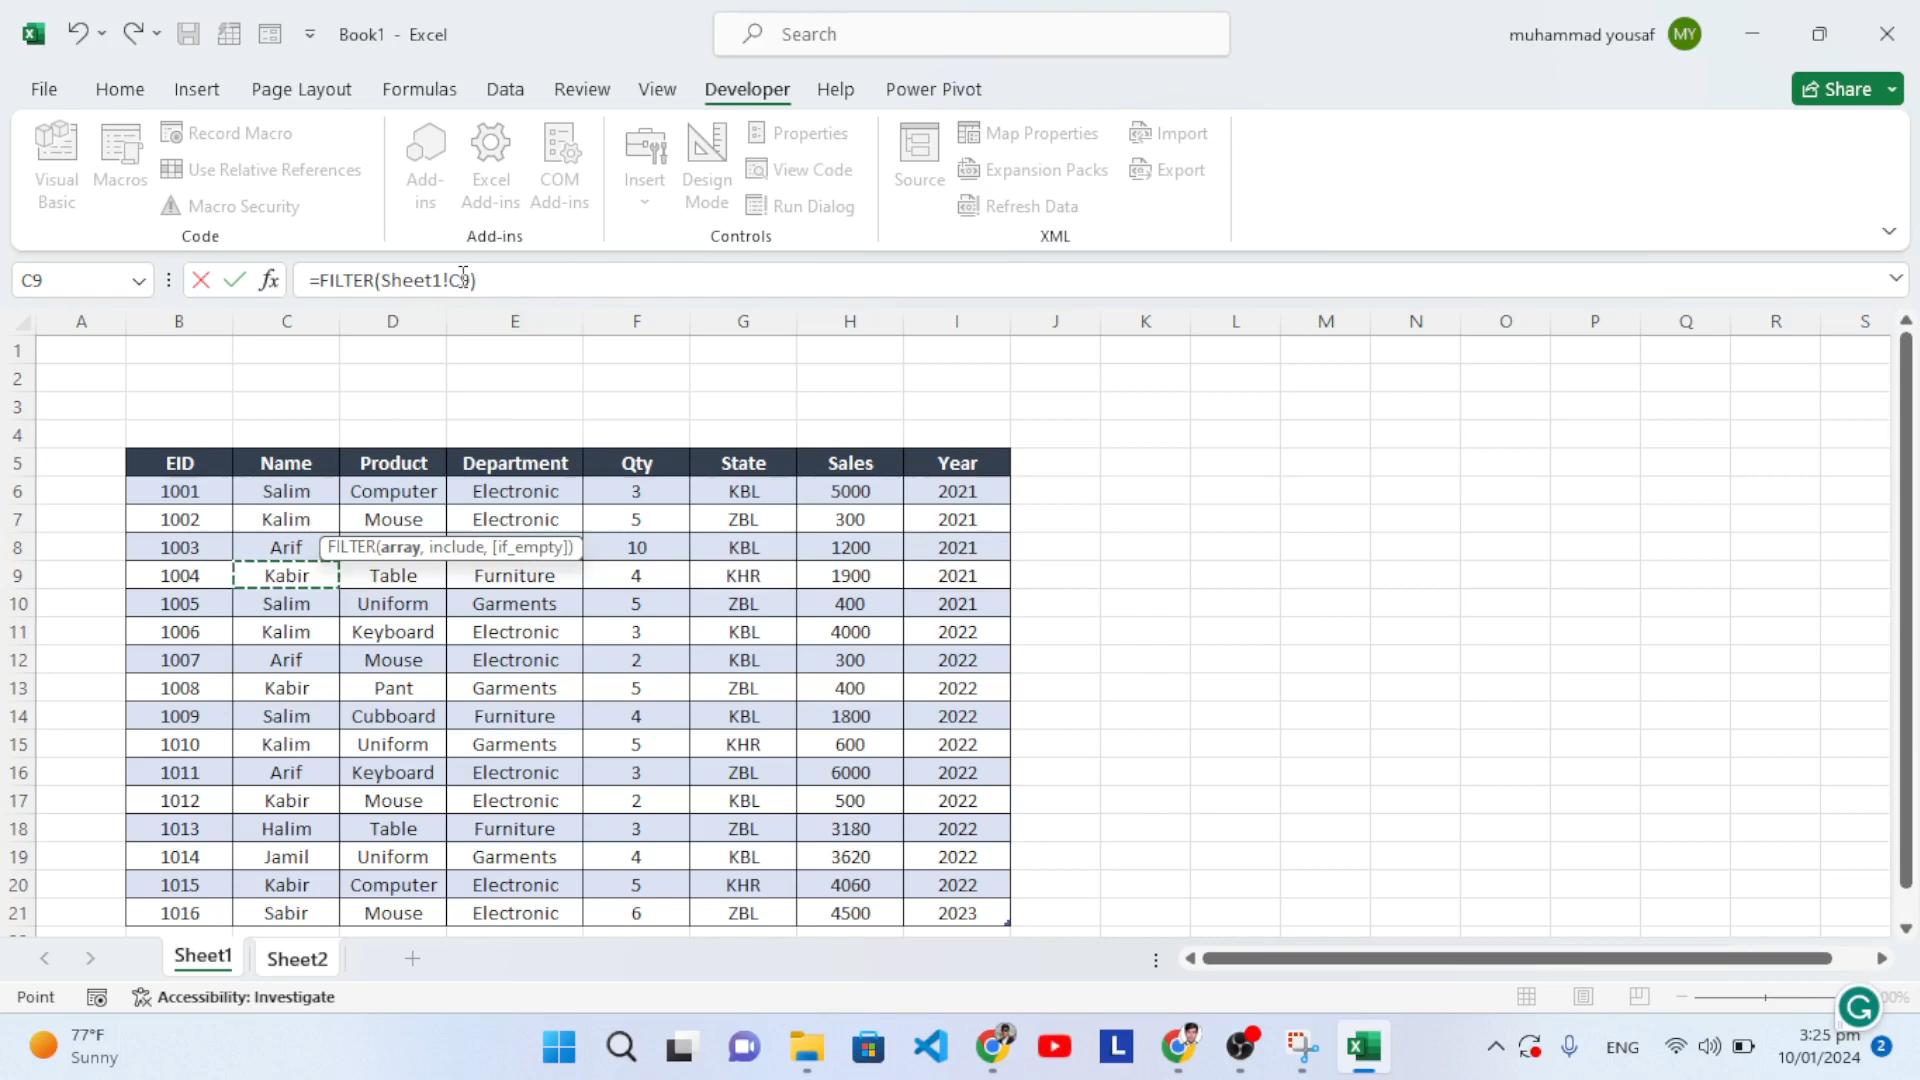 Book1 - Excel
Search
muhammad yousaf MY
File Home Insert Page Layout Formulas Data Review View Developer Help Power Pivot
Share
Visual Basic
Macros
Record Macro
Use Relative References
Macro Security
Code
Add-ins
Excel Add-ins
COM Add-ins
Add-ins
Insert
Design Mode
Properties
View Code
Run Dialog
Controls
Source
Map Properties
Expansion Packs
Refresh Data
Import
Export
XML
C9
fx
=FILTER(Sheet1!C9)
A B C D E F G H I J K L M N O P Q R S
1
2
3
4
5 EID Name Product Department Qty State Sales Year
6 1001 Salim Computer Electronic 3 KBL 5000 2021
7 1002 Kalim Mouse Electronic 5 ZBL 300 2021
8 1003 Arif FILTER(array, include, [if_empty]) 10 KBL 1200 2021
9 1004 Kabir Table Furniture 4 KHR 1900 2021
10 1005 Salim Uniform Garments 5 ZBL 400 2021
11 1006 Kalim Keyboard Electronic 3 KBL 4000 2022
12 1007 Arif Mouse Electronic 2 KBL 300 2022
13 1008 Kabir Pant Garments 5 ZBL 400 2022
14 1009 Salim Cubboard Furniture 4 KBL 1800 2022
15 1010 Kalim Uniform Garments 5 KHR 600 2022
16 1011 Arif Keyboard Electronic 3 ZBL 6000 2022
17 1012 Kabir Mouse Electronic 2 KBL 500 2022
18 1013 Halim Table Furniture 3 ZBL 3180 2022
19 1014 Jamil Uniform Garments 4 KBL 3620 2022
20 1015 Kabir Computer Electronic 5 KHR 4060 2022
21 1016 Sabir Mouse Electronic 6 ZBL 4500 2023
Sheet1 Sheet2
Point Accessibility: Investigate
77°F
Sunny
L
ENG
3:25 pm
10/01/2024
2